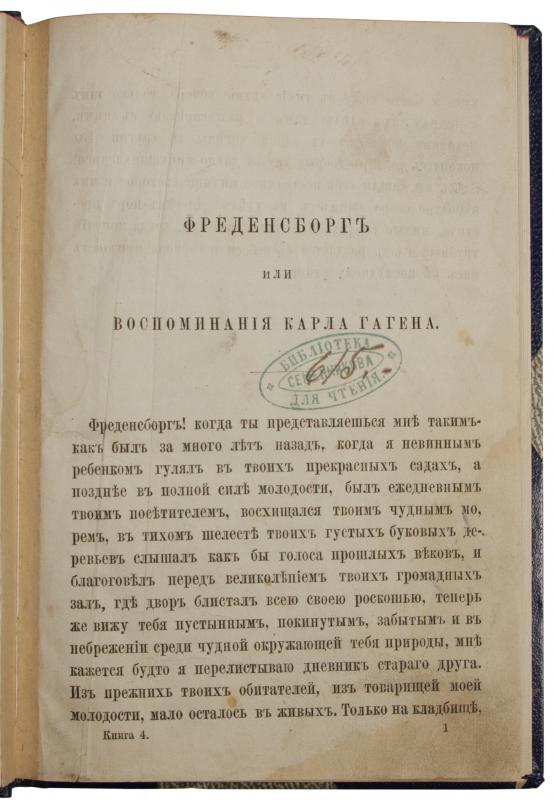 ФРЕДЕНСБОРГЪ
ИЛИ
ВОСПОМИНАНІЯ КАРЛА ГАГЕНА.
БИБЛІОТЕКА
ДЛЯ ЧТЕНІЯ
Фреденсборгъ! когда ты представляешься мнѣ такимъ-
какъ былъ за много лѣтъ назадъ, когда я невиннымъ
ребенкомъ гулялъ въ твоихъ прекрасныхъ садахъ, а
позднѣе въ полной силѣ молодости, былъ ежедневнымъ
твоимъ посѣтителемъ, восхищался твоимъ чуднымъ мо,
ремъ, въ тихомъ шелестѣ твоихъ густыхъ буковыхъ де-
ревьевъ слышалъ какъ бы голоса прошлыхъ вѣковъ, и
благоговѣлъ передъ великолѣпіемъ твоихъ громадныхъ
залъ, гдѣ дворъ блисталъ всею своею роскошью, теперь
же вижу тебя пустыннымъ, покинутымъ, забытымъ и въ
небреженіи среди чудной окружающей тебя природы, мнѣ
кажется будто я перелистываю дневникъ стараго друга.
Изъ прежнихъ твоихъ обитателей, изъ товарищей моей
молодости, мало осталось въ живыхъ. Только на кладбищѣ,
Книга 4. 1